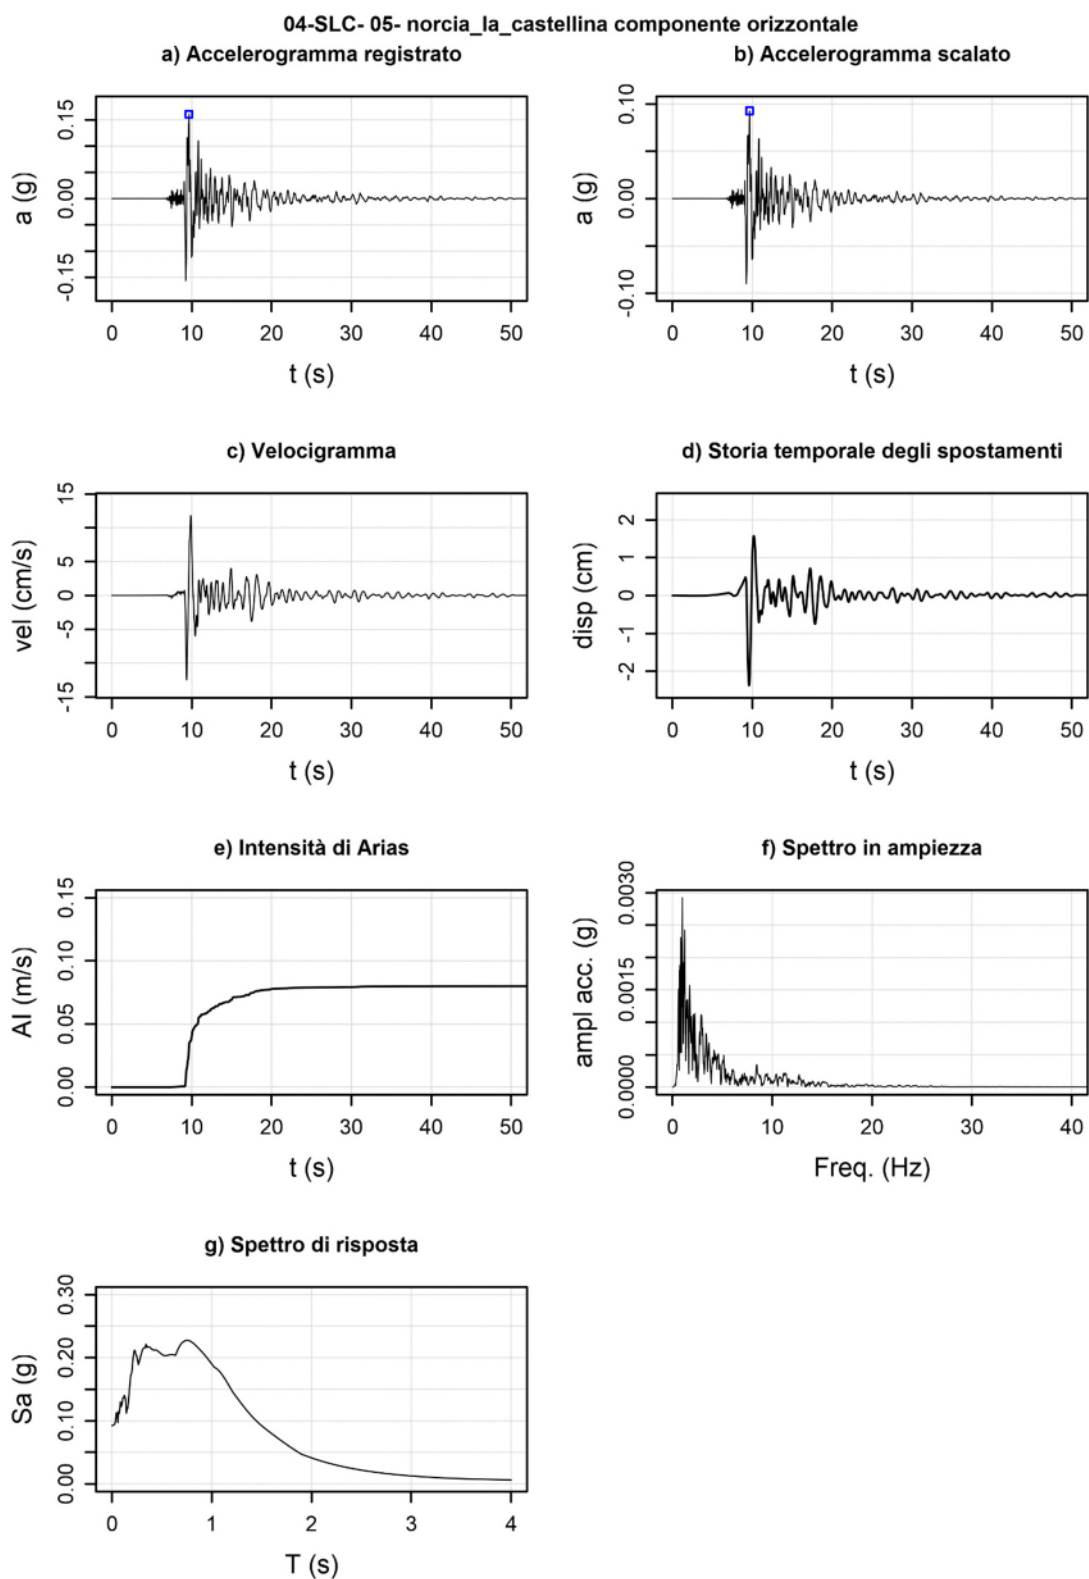 04-SLC- 05- norcia_la_castellina componente orizzontale
a) Accelerogramma registrato
a (g)
0.15
0.00
-0.15
0 10 20 30 40 50
t (s)
b) Accelerogramma scalato
a (g)
0.10
0.00
-0.10
0 10 20 30 40 50
t (s)
c) Velocigramma
vel (cm/s)
15
5
0
-5
-15
0 10 20 30 40 50
t (s)
d) Storia temporale degli spostamenti
disp (cm)
2
1
0
-1
-2
0 10 20 30 40 50
t (s)
e) Intensità di Arias
AI (m/s)
0.15
0.10
0.05
0.00
0 10 20 30 40 50
t (s)
f) Spettro in ampiezza
ampl acc. (g)
0.0030
0.0015
0.0000
0 10 20 30 40
Freq. (Hz)
g) Spettro di risposta
Sa (g)
0.30
0.20
0.10
0.00
0 1 2 3 4
T (s)